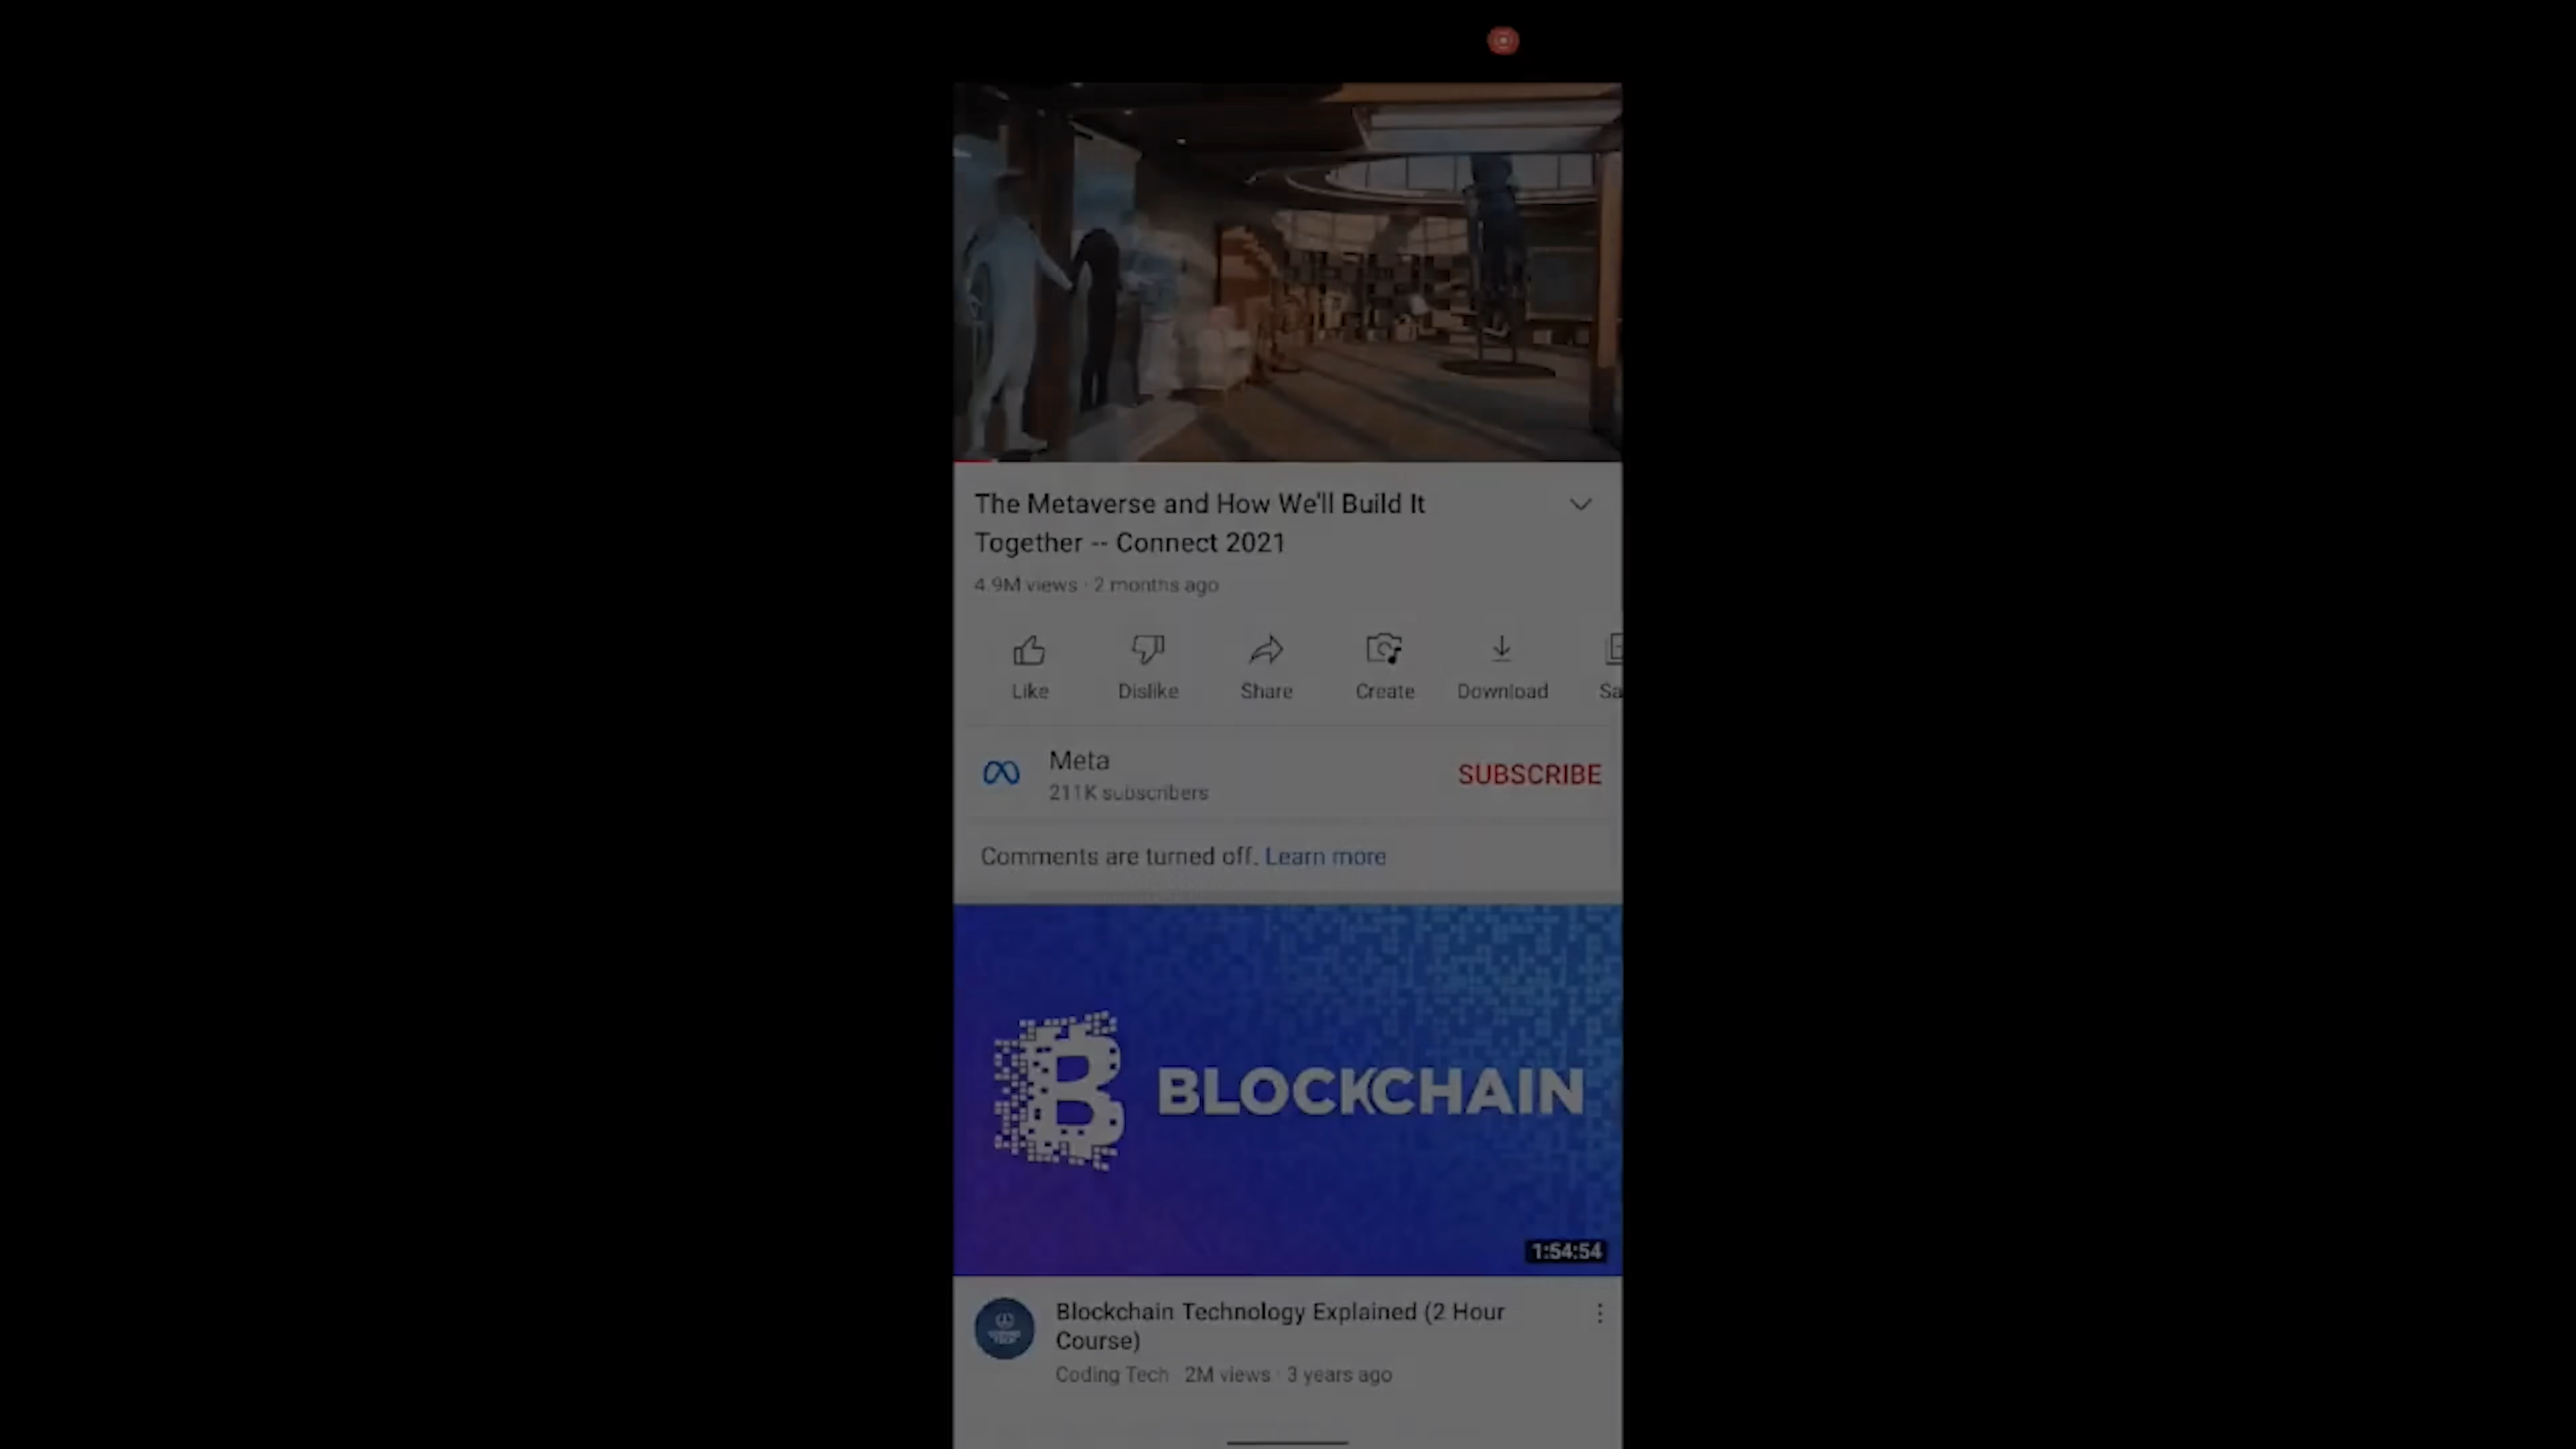 The Metaverse and How We'll Build It
Together -- Connect 2021
4.9M views · 2 months ago
Like
Dislike
Share
Create
Download
Sa
Meta
211K subscribers
SUBSCRIBE
Comments are turned off. Learn more
BLOCKCHAIN
1:54:54
Blockchain Technology Explained (2 Hour
Course)
Coding Tech · 2M views · 3 years ago